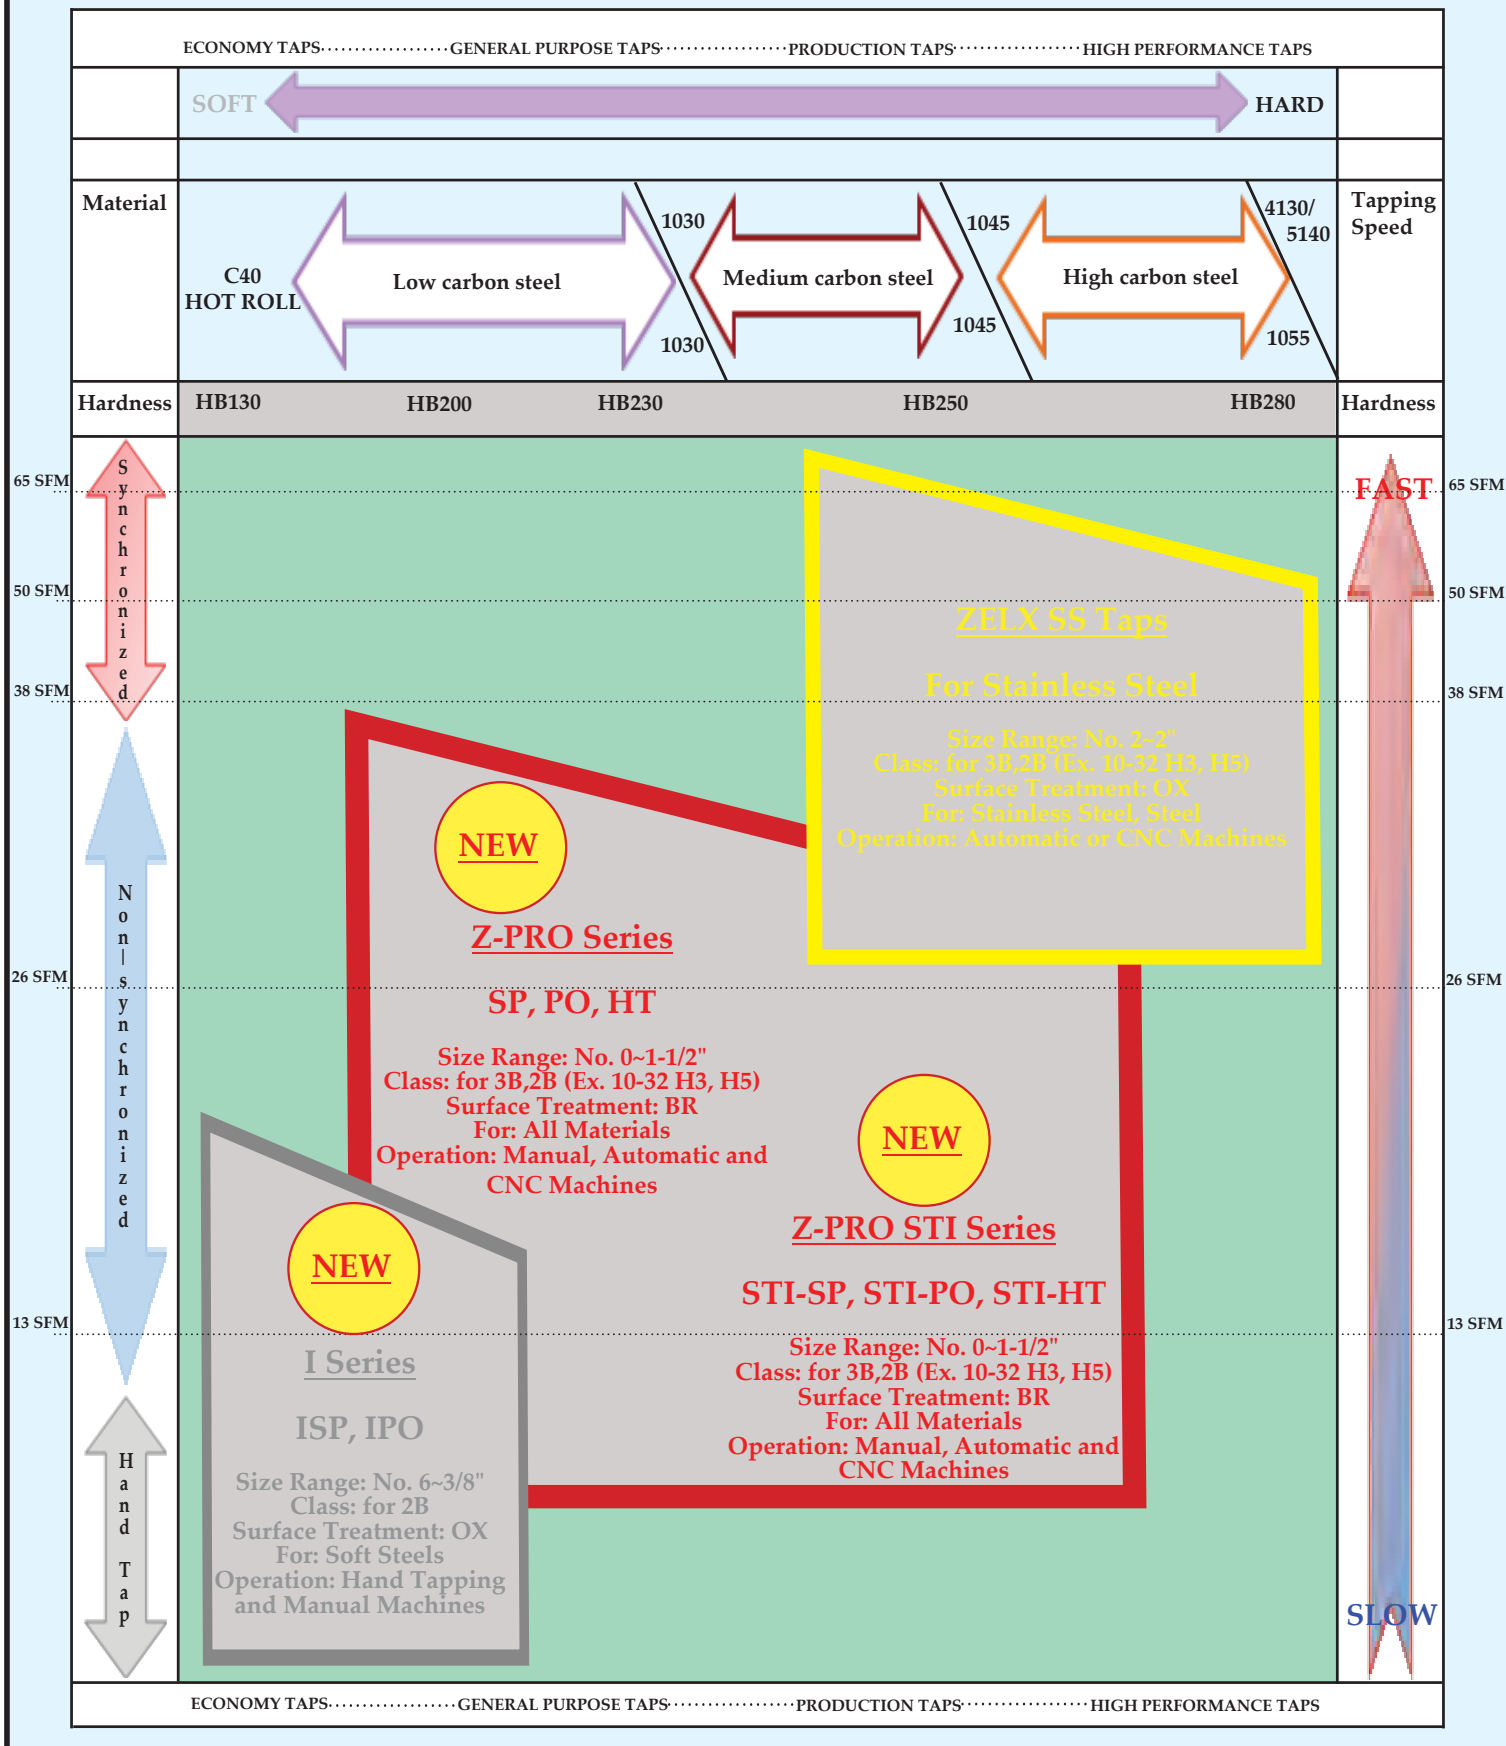 ECONOMY TAPS··················GENERAL PURPOSE TAPS··················PRODUCTION TAPS··················HIGH PERFORMANCE TAPS
SOFT
HARD
Material
C40
HOT ROLL
Low carbon steel
1030
1030
Medium carbon steel
1045
1045
High carbon steel
4130/
5140
1055
Tapping
Speed
Hardness
HB130
HB200
HB230
HB250
HB280
Hardness
Synchronized
Non-synchronized
Hand Tap
65 SFM
50 SFM
38 SFM
26 SFM
13 SFM
ZELX SS Taps
For Stainless Steel
Size Range: No. 2~2"
Class: for 3B,2B (Ex. 10-32 H3, H5)
Surface Treatment: OX
For: Stainless Steel, Steel
Operation: Automatic or CNC Machines
NEW
Z-PRO Series
SP, PO, HT
Size Range: No. 0~1-1/2"
Class: for 3B,2B (Ex. 10-32 H3, H5)
Surface Treatment: BR
For: All Materials
Operation: Manual, Automatic and
CNC Machines
NEW
Z-PRO STI Series
STI-SP, STI-PO, STI-HT
Size Range: No. 0~1-1/2"
Class: for 3B,2B (Ex. 10-32 H3, H5)
Surface Treatment: BR
For: All Materials
Operation: Manual, Automatic and
CNC Machines
NEW
I Series
ISP, IPO
Size Range: No. 6~3/8"
Class: for 2B
Surface Treatment: OX
For: Soft Steels
Operation: Hand Tapping
and Manual Machines
FAST
65 SFM
50 SFM
38 SFM
26 SFM
13 SFM
SLOW
ECONOMY TAPS··················GENERAL PURPOSE TAPS··················PRODUCTION TAPS··················HIGH PERFORMANCE TAPS